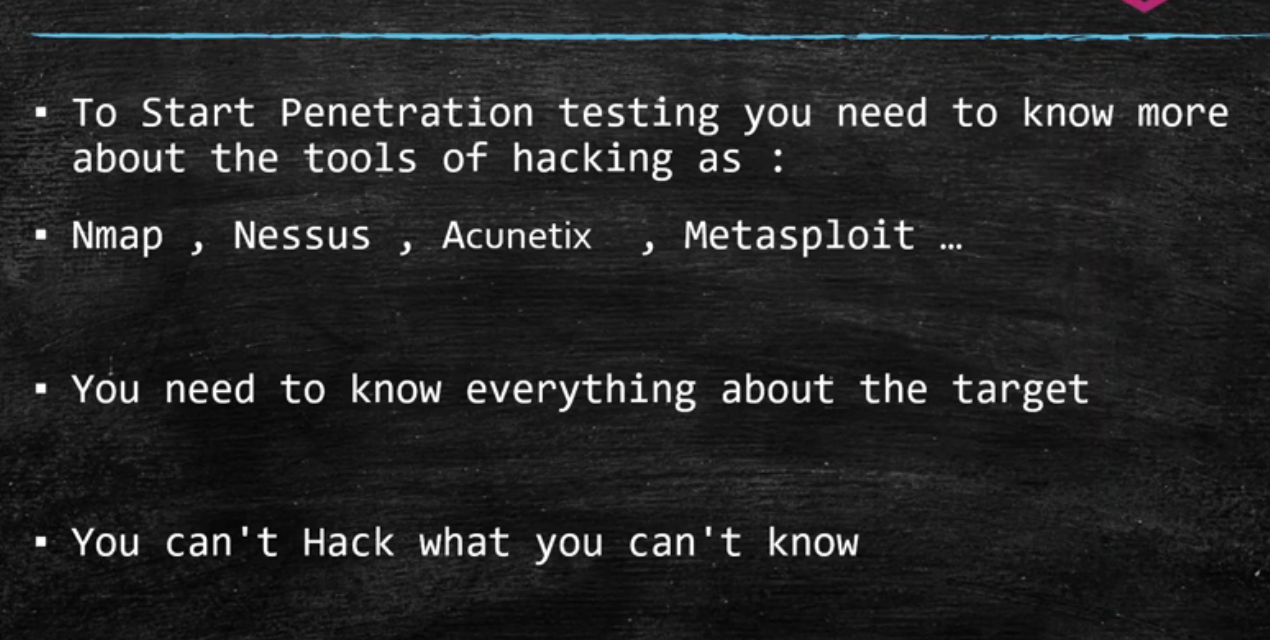 ▪ To Start Penetration testing you need to know more
about the tools of hacking as :
▪ Nmap , Nessus , Acunetix , Metasploit …
▪ You need to know everything about the target
▪ You can't Hack what you can't know